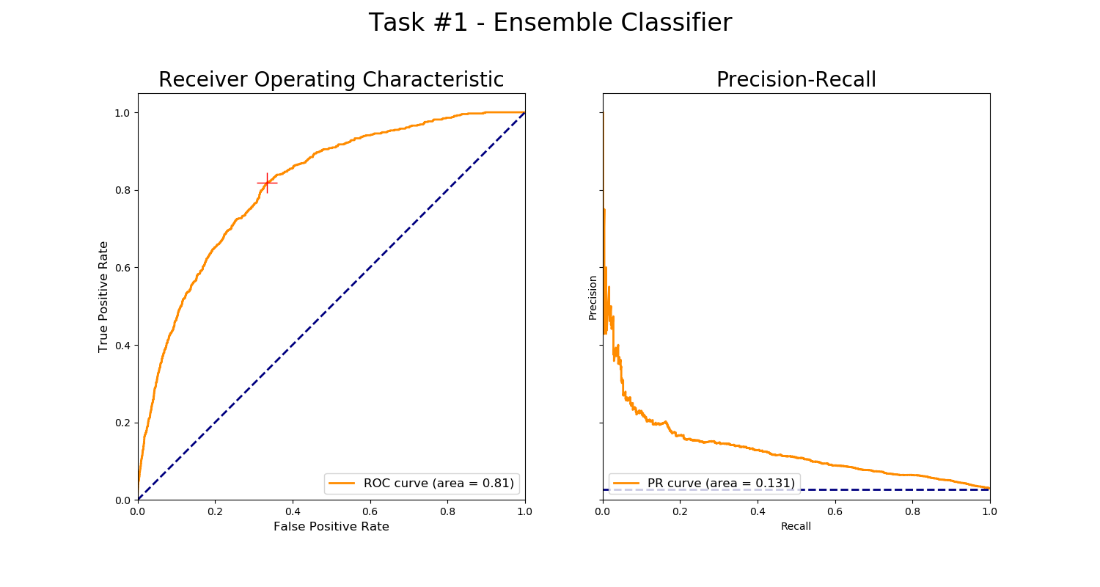 Task #1 - Ensemble Classifier
Receiver Operating Characteristic
True Positive Rate
1.0
0.8
0.6
0.4
0.2
0.0
ROC curve (area = 0.81)
0.0 0.2 0.4 0.6 0.8 1.0
False Positive Rate
Precision-Recall
Precision
PR curve (area = 0.131)
0.0 0.2 0.4 0.6 0.8 1.0
Recall